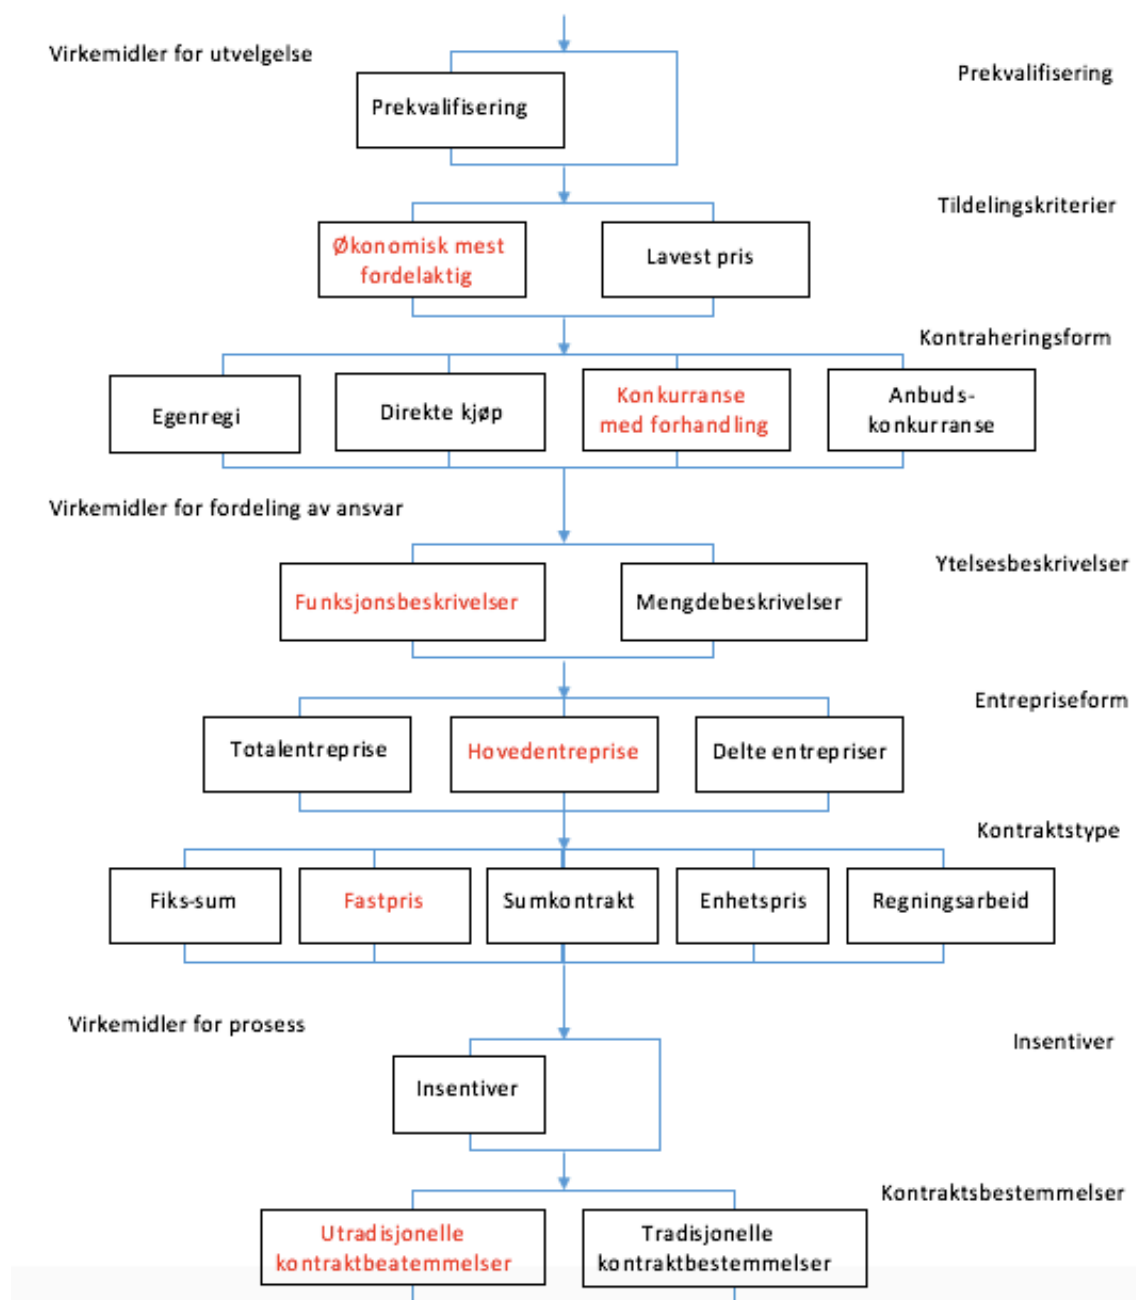 Virkemidler for utvelgelse
Prekvalifisering
Prekvalifisering
Tildelingskriterier
Økonomisk mest
fordelaktig
Lavest pris
Kontraheringsform
Egenregi
Direkte kjøp
Konkurranse
med forhandling
Anbuds-
konkurranse
Virkemidler for fordeling av ansvar
Ytelsesbeskrivelser
Funksjonsbeskrivelser
Mengdebeskrivelser
Entrepriseform
Totalentreprise
Hovedentreprise
Delte entrepriser
Kontraktstype
Fiks-sum
Fastpris
Sumkontrakt
Enhetspris
Regningsarbeid
Virkemidler for prosess
Insentiver
Insentiver
Kontraktsbestemmelser
Utradisjonelle
kontraktbeatemmelser
Tradisjonelle
kontraktbestemmelser